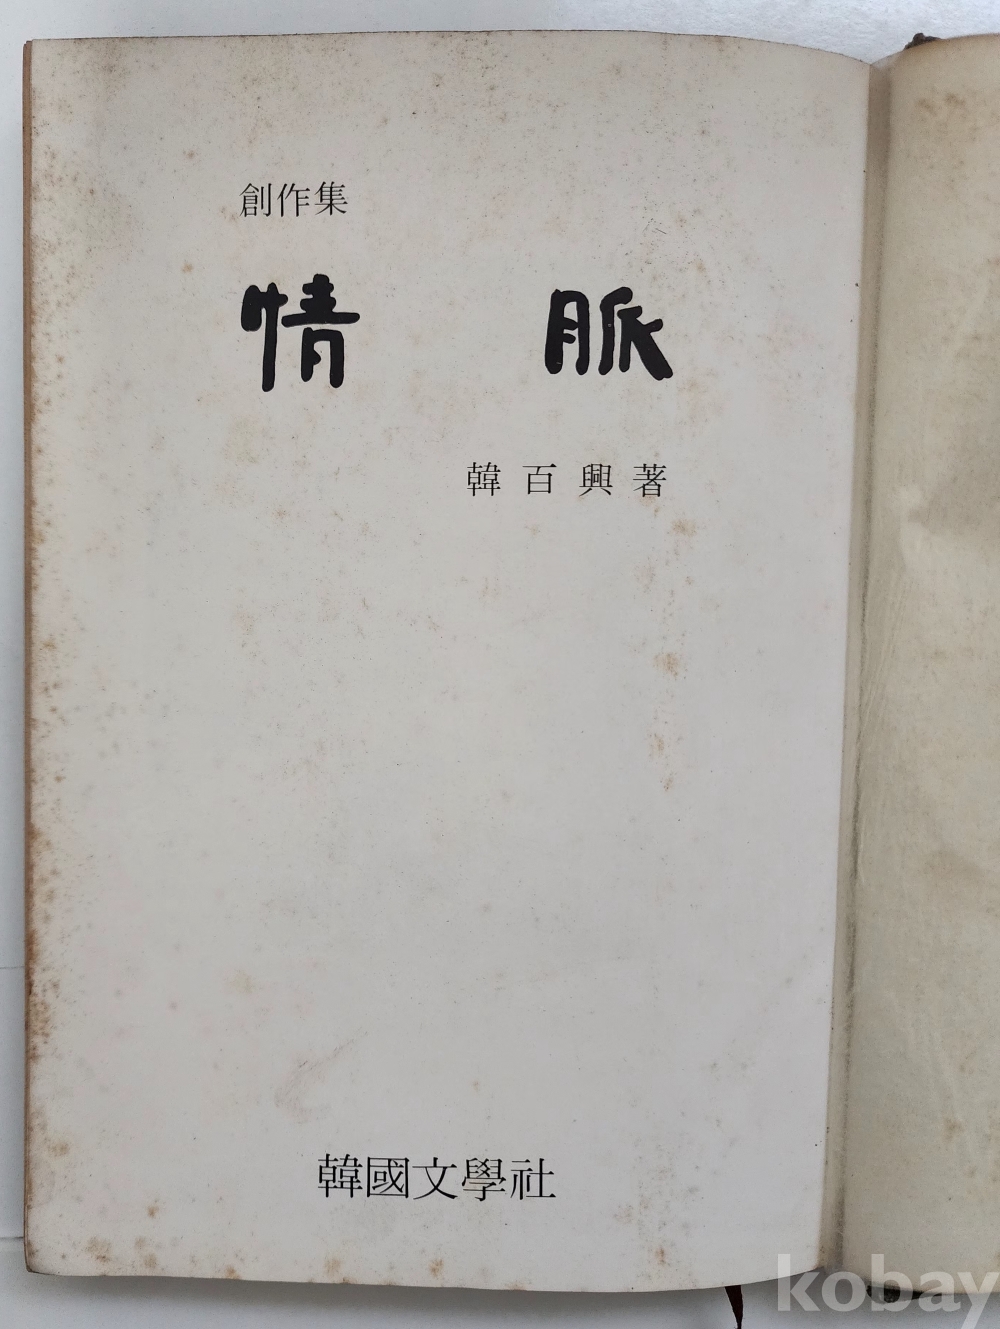 創作集
情 脈
韓百興著
韓國文學社
kobay